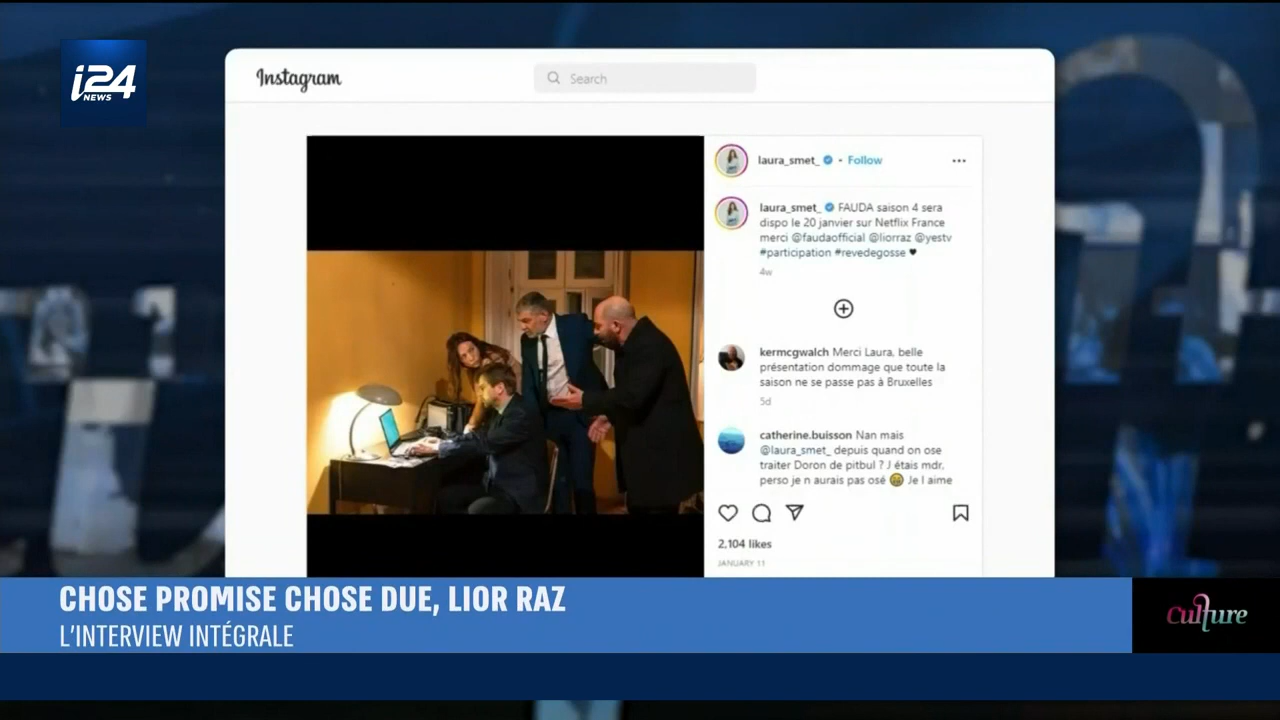 i24
NEWS
Instagram
Search
laura_smet_ • Follow
laura_smet_ FAUDA saison 4 sera
dispo le 20 janvier sur Netflix France
merci @faudaofficial @liorraz @yestv
#participation #revedegosse ♥
4w
kermcgwalch Merci Laura, belle
présentation dommage que toute la
saison ne se passe pas à Bruxelles
5d
catherine.buisson Nan mais
@laura_smet_ depuis quand on ose
traiter Doron de pitbul ? J étais mdr,
perso je n aurais pas osé 😄 Je l aime
2,104 likes
JANUARY 11
CHOSE PROMISE CHOSE DUE, LIOR RAZ
L'INTERVIEW INTÉGRALE
culture